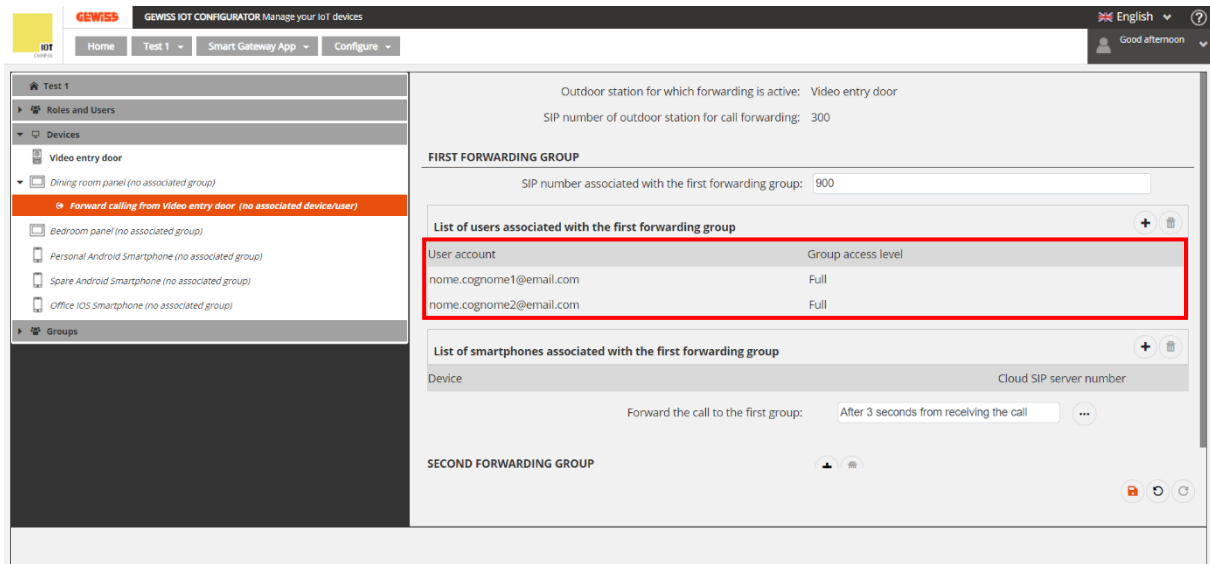 GEWISS GEWISS IOT CONFIGURATOR Manage your IoT devices English ?
IOT
Home Test 1 Smart Gateway App Configure Good afternoon
Test 1
Roles and Users
Devices
Video entry door
Dining room panel (no associated group)
Forward calling from Video entry door (no associated device/user)
Bedroom panel (no associated group)
Personal Android Smartphone (no associated group)
Spare Android Smartphone (no associated group)
Office IOS Smartphone (no associated group)
Groups
Outdoor station for which forwarding is active: Video entry door
SIP number of outdoor station for call forwarding: 300
FIRST FORWARDING GROUP
SIP number associated with the first forwarding group: 900
List of users associated with the first forwarding group
User account Group access level
nome.cognome1@email.com Full
nome.cognome2@email.com Full
List of smartphones associated with the first forwarding group
Device Cloud SIP server number
Forward the call to the first group: After 3 seconds from receiving the call
SECOND FORWARDING GROUP